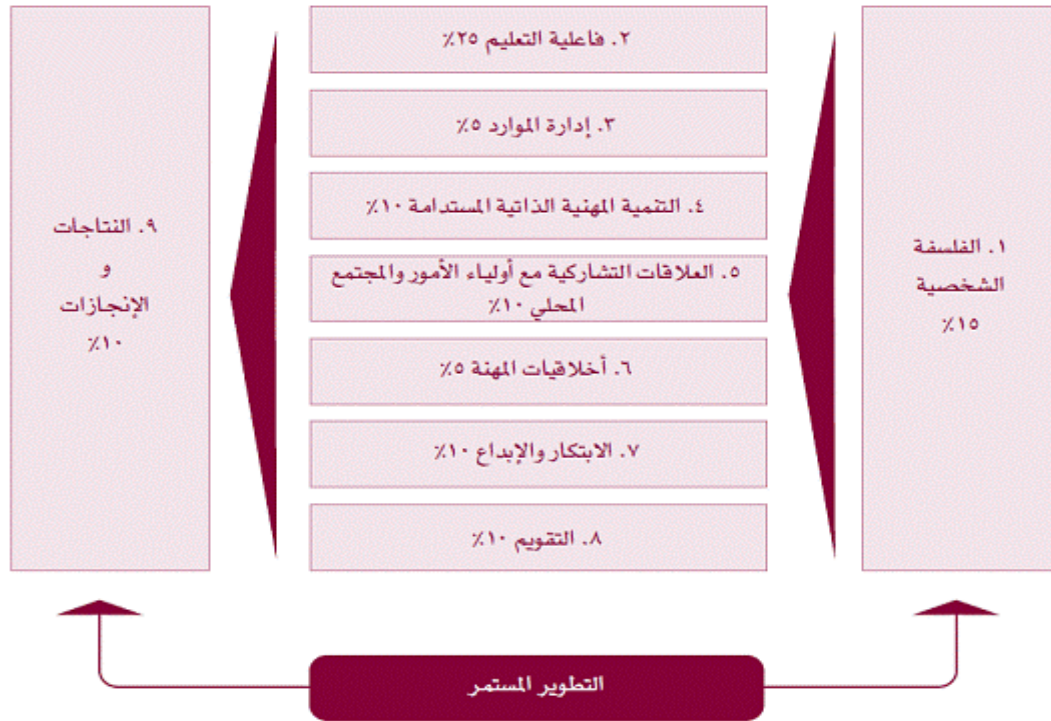 ١. الفلسفة
الشخصية
٪١٥
٢. فاعلية التعليم ٢٥٪
٣. إدارة الموارد ٥٪
٤. التنمية المهنية الذاتية المستدامة ١٠٪
٥. العلاقات التشاركية مع أولياء الأمور والمجتمع
المحلي ١٠٪
٦. أخلاقيات المهنة ٥٪
٧. الابتكار والإبداع ١٠٪
٨. التقويم ١٠٪
٩. النتاجات
و
الإنجازات
٪١٠
التطوير المستمر